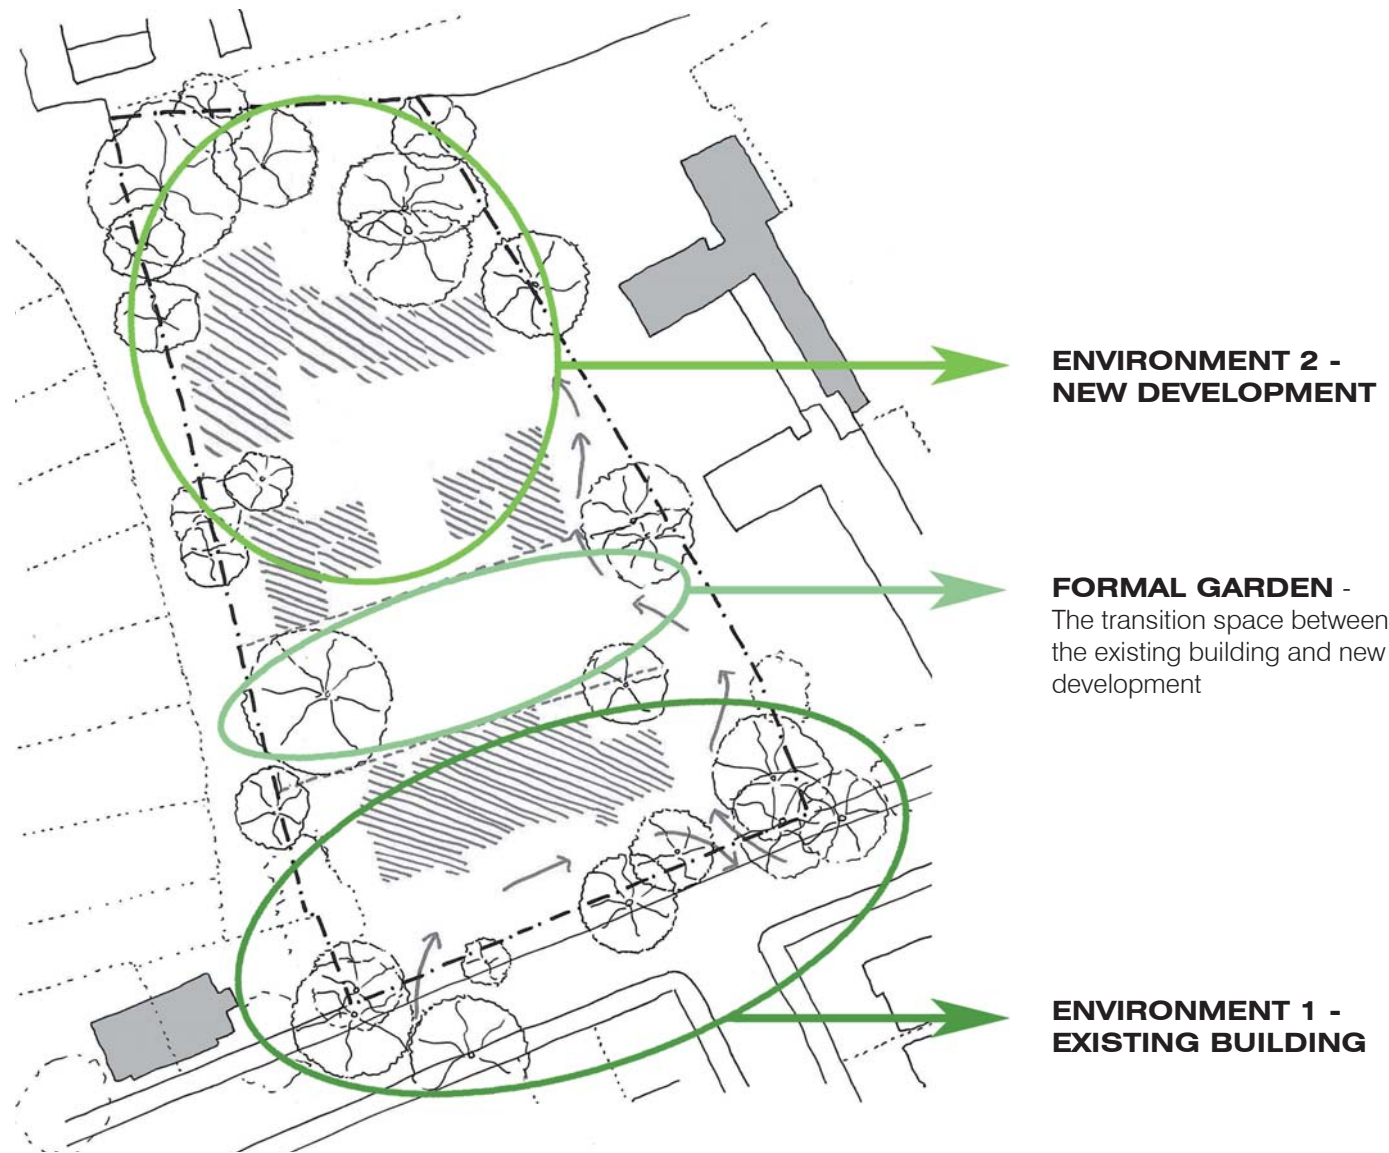 ENVIRONMENT 2 -
NEW DEVELOPMENT
FORMAL GARDEN -
The transition space between
the existing building and new
development
ENVIRONMENT 1 -
EXISTING BUILDING